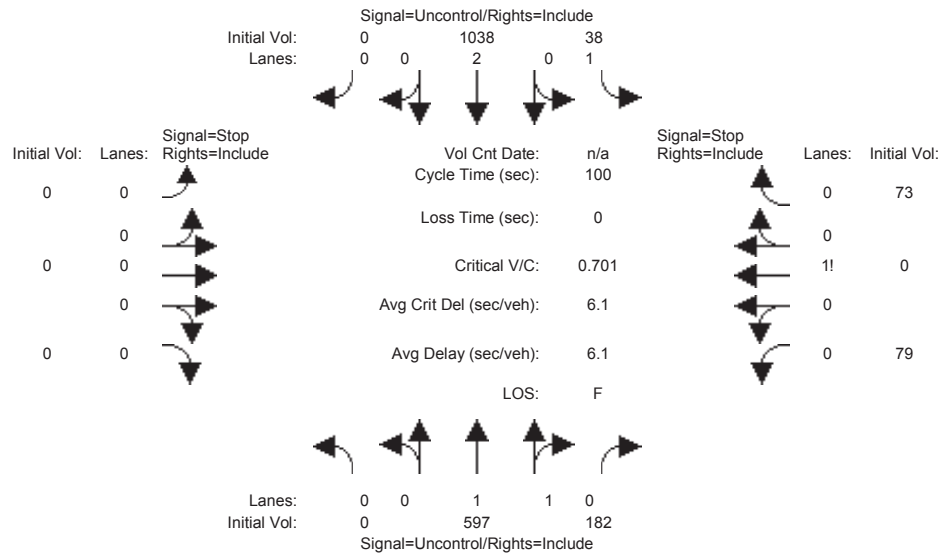 Signal=Uncontrol/Rights=Include
Initial Vol: 0 1038 38
Lanes: 0 0 2 0 1
Signal=Stop
Rights=Include
Initial Vol: Lanes:
Vol Cnt Date: n/a
Signal=Stop
Rights=Include
Lanes: Initial Vol:
Cycle Time (sec): 100
0 0
0 73
Loss Time (sec): 0
0
0
0 0
Critical V/C: 0.701
1! 0
0
Avg Crit Del (sec/veh): 6.1
0
0 0
Avg Delay (sec/veh): 6.1
0 79
LOS: F
Lanes: 0 0 1 1 0
Initial Vol: 0 597 182
Signal=Uncontrol/Rights=Include